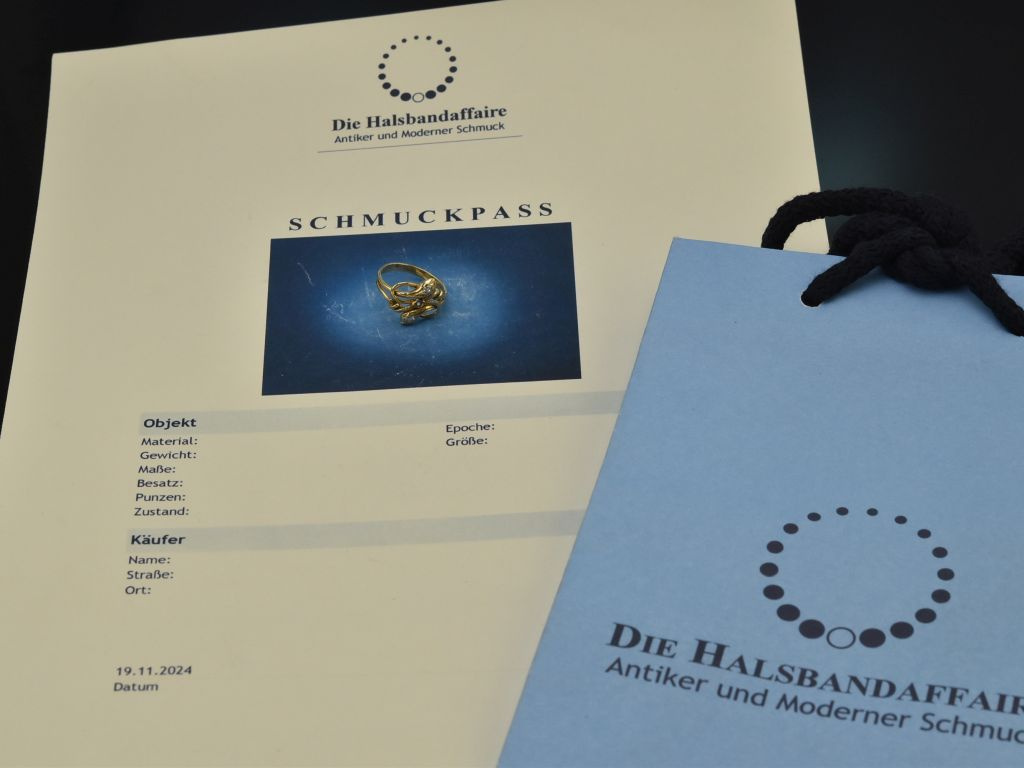 Die Halsbandaffaire
Antiker und Moderner Schmuck
SCHMUCKPASS
Objekt
Material:
Gewicht:
Maße:
Besatz:
Punzen:
Zustand:
Epoche:
Größe:
Käufer
Name:
Straße:
Ort:
19.11.2024
Datum
DIE HALSBANDAFFAIR
Antiker und Moderner Schmuc